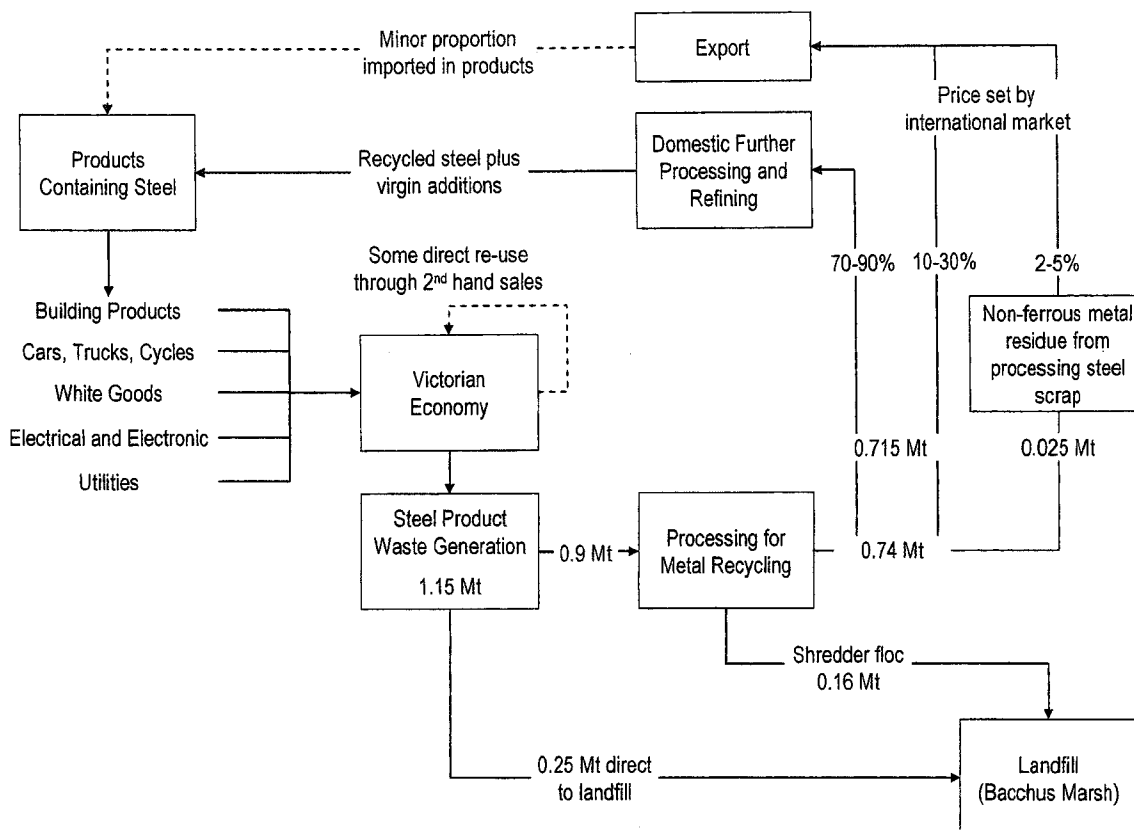 Minor proportion
imported in products
Export
Price set by
international market
Products
Containing Steel
Recycled steel plus
virgin additions
Domestic Further
Processing and
Refining
Some direct re-use
through 2nd hand sales
70-90%
10-30%
2-5%
Building Products
Cars, Trucks, Cycles
White Goods
Electrical and Electronic
Utilities
Victorian
Economy
Non-ferrous metal
residue from
processing steel
scrap
0.715 Mt
0.025 Mt
Steel Product
Waste Generation
1.15 Mt
0.9 Mt
Processing for
Metal Recycling
0.74 Mt
Shredder floc
0.16 Mt
0.25 Mt direct
to landfill
Landfill
(Bacchus Marsh)